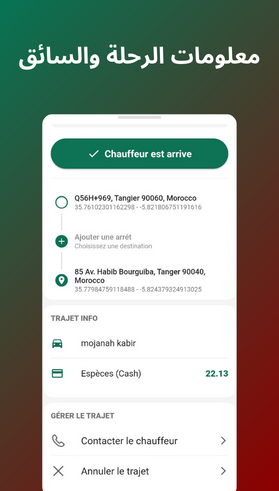 معلومات الرحلة والسائق
Chauffeur est arrive
Q56H+969, Tangier 90060, Morocco
35.76102301162298 - -5.821806751191616
Ajouter une arrêt
Choisissez une destination
85 Av. Habib Bourguiba, Tanger 90040,
Morocco
35.77984759118488 - -5.824379324913025
TRAJET INFO
mojanah kabir
Espèces (Cash) 22.13
GÉRER LE TRAJET
Contacter le chauffeur
Annuler le trajet